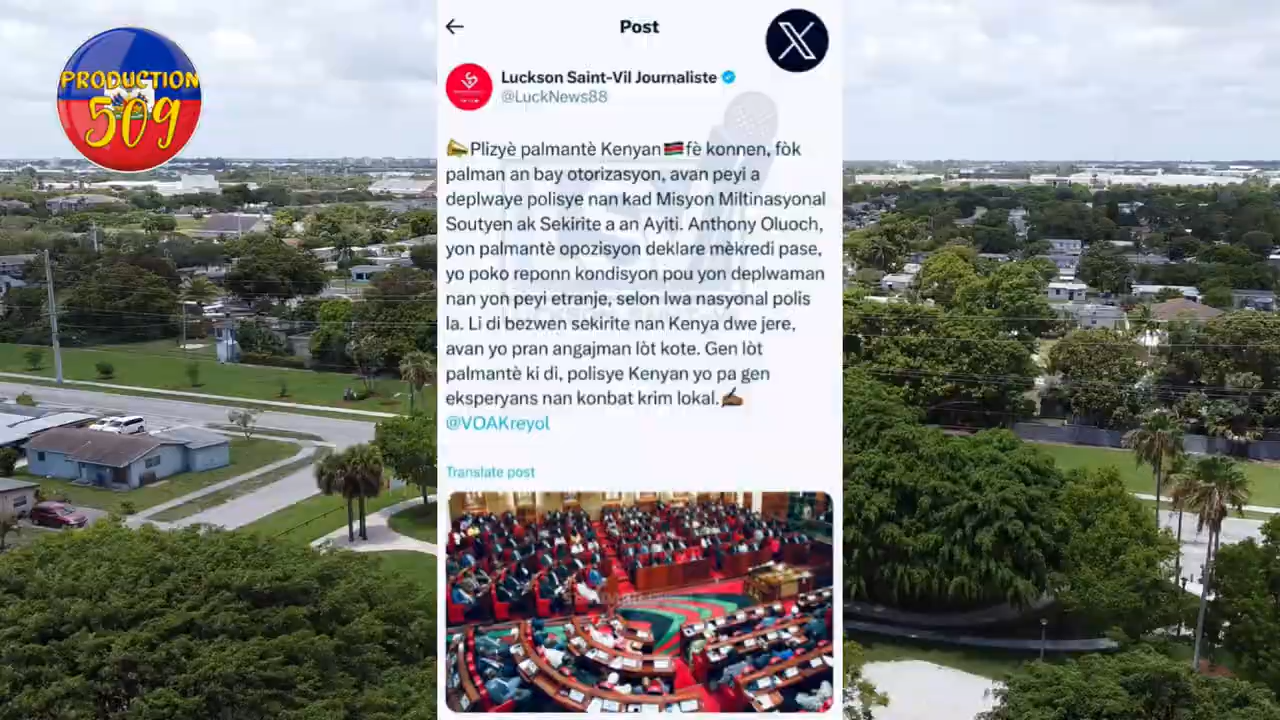 PRODUCTION
509
Post
X
Luckson Saint-Vil Journaliste
@LuckNews88
Plizyè palmantè Kenyan fè konnen, fòk
palman an bay otorizasyon, avan peyi a
deplwaye polisye nan kad Misyon Miltinasyonal
Soutyen ak Sekirite a an Ayiti. Anthony Oluoch,
yon palmantè opozisyon deklare mèkredi pase,
yo poko reponn kondisyon pou yon deplwaman
nan yon peyi etranje, selon lwa nasyonal polis
la. Li di bezwen sekirite nan Kenya dwe jere,
avan yo pran angajman lòt kote. Gen lòt
palmantè ki di, polisye Kenyan yo pa gen
eksperyans nan konbat krim lokal.
@VOAKreyol
Translate post